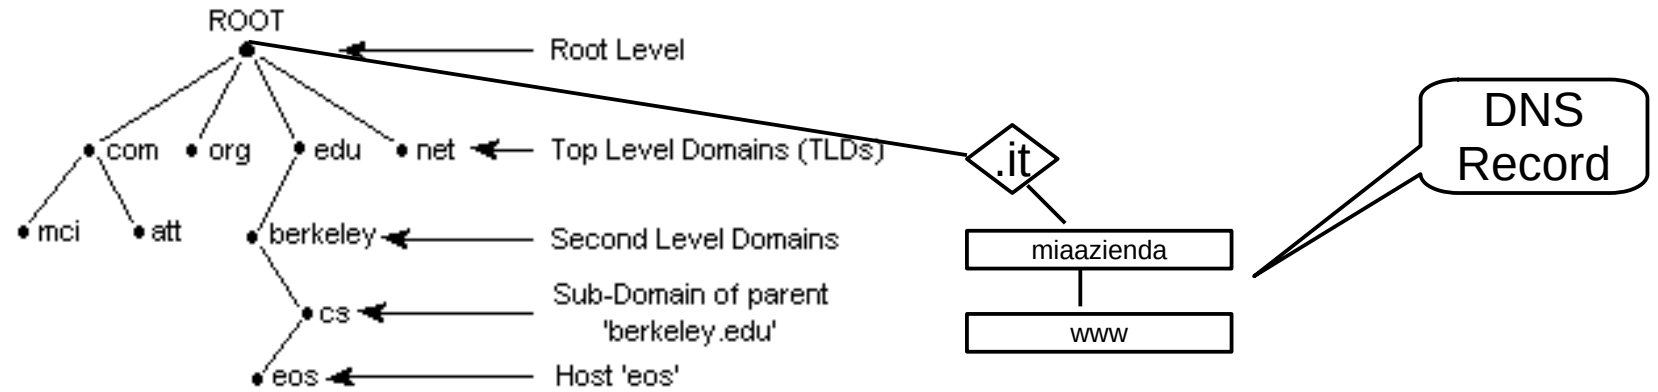 ROOT
Root Level
DNS
Record
com
org
edu
net
Top Level Domains (TLDs)
.it
mci
att
berkeley
Second Level Domains
miaazienda
cs
Sub-Domain of parent
'berkeley.edu'
www
eos
Host 'eos'